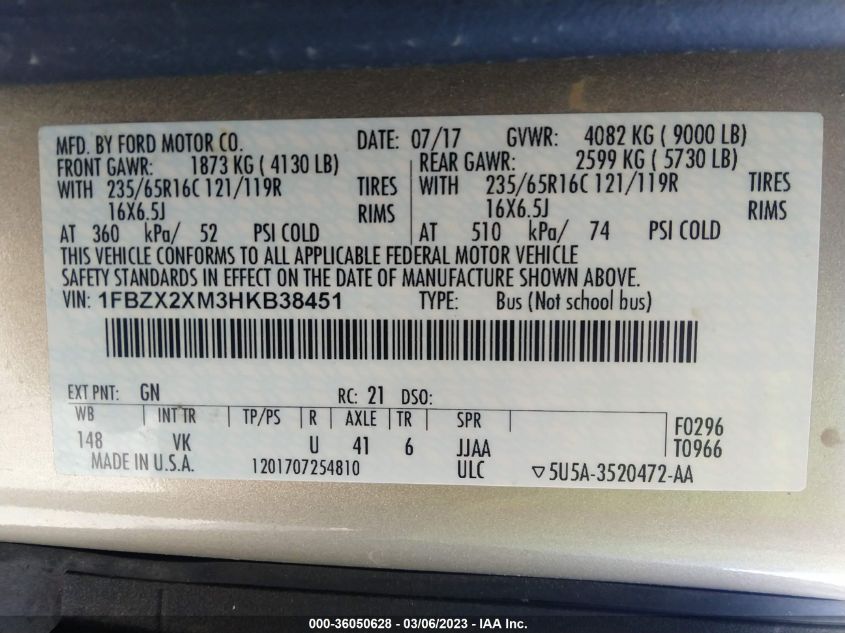 MFD. BY FORD MOTOR CO. DATE: 07/17 GVWR: 4082 KG ( 9000 LB)
FRONT GAWR: 1873 KG ( 4130 LB) REAR GAWR: 2599 KG ( 5730 LB)
WITH 235/65R16C 121/119R TIRES WITH 235/65R16C 121/119R TIRES
16X6.5J RIMS 16X6.5J RIMS
AT 360 kPa/ 52 PSI COLD AT 510 kPa/ 74 PSI COLD
THIS VEHICLE CONFORMS TO ALL APPLICABLE FEDERAL MOTOR VEHICLE
SAFETY STANDARDS IN EFFECT ON THE DATE OF MANUFACTURE SHOWN ABOVE.
VIN: 1FBZX2XM3HKB38451 TYPE: Bus (Not school bus)
EXT PNT: GN RC: 21 DSO:
WB INT TR TP/PS R AXLE TR SPR F0296
148 VK U 41 6 JJAA T0966
MADE IN U.S.A. 1201707254810 ULC ▽5U5A-3520472-AA
000-36050628 - 03/06/2023 - IAA Inc.